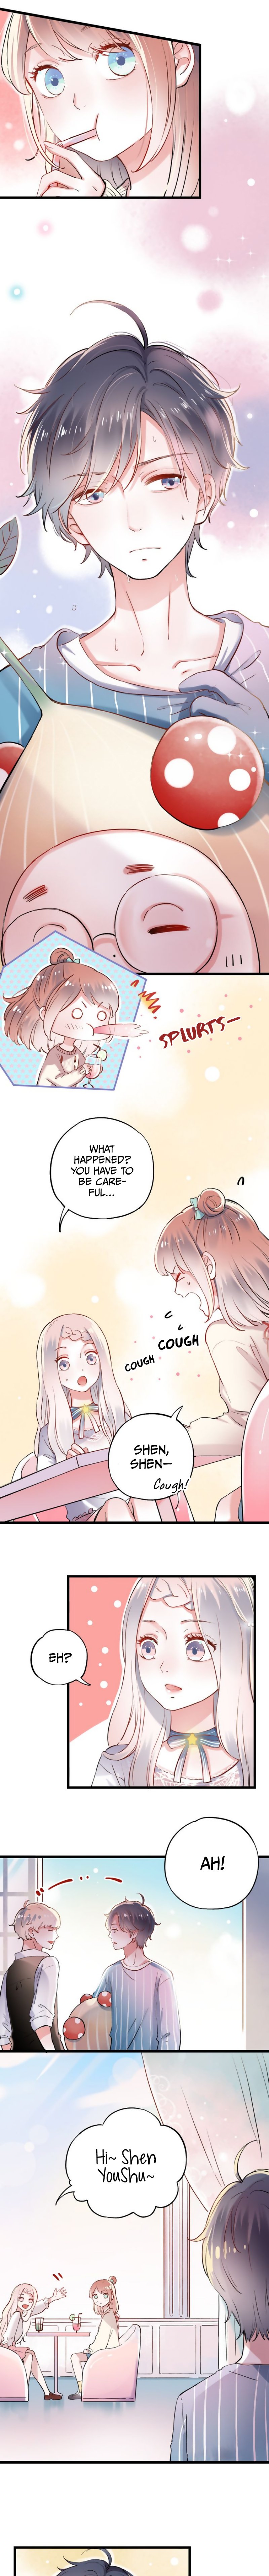 SPLURTS—
WHAT
HAPPENED?
YOU HAVE TO
BE CARE-
FUL...
COUGH
COUGH
SHEN,
SHEN—
Cough!
EH?
AH!
Hi~ Shen
YouShu~